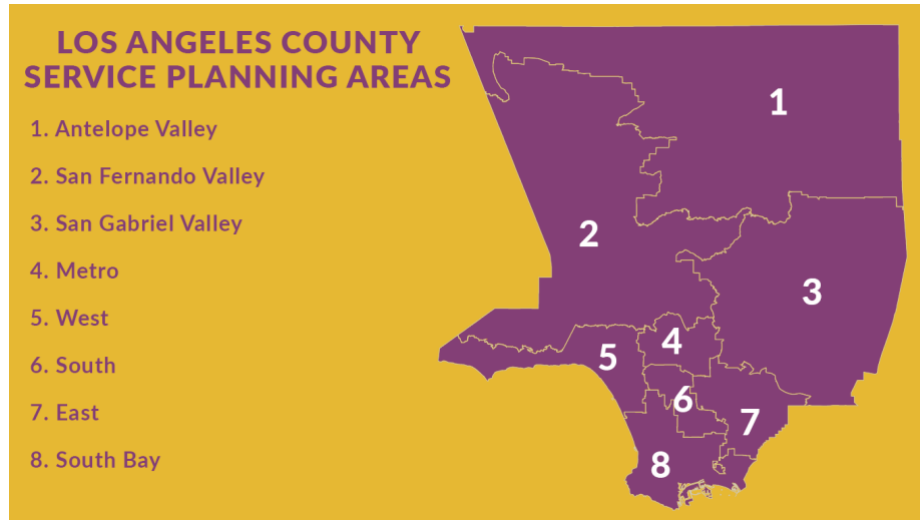 LOS ANGELES COUNTY
SERVICE PLANNING AREAS
1. Antelope Valley
2. San Fernando Valley
3. San Gabriel Valley
4. Metro
5. West
6. South
7. East
8. South Bay
1
2
3
4
5
6
7
8